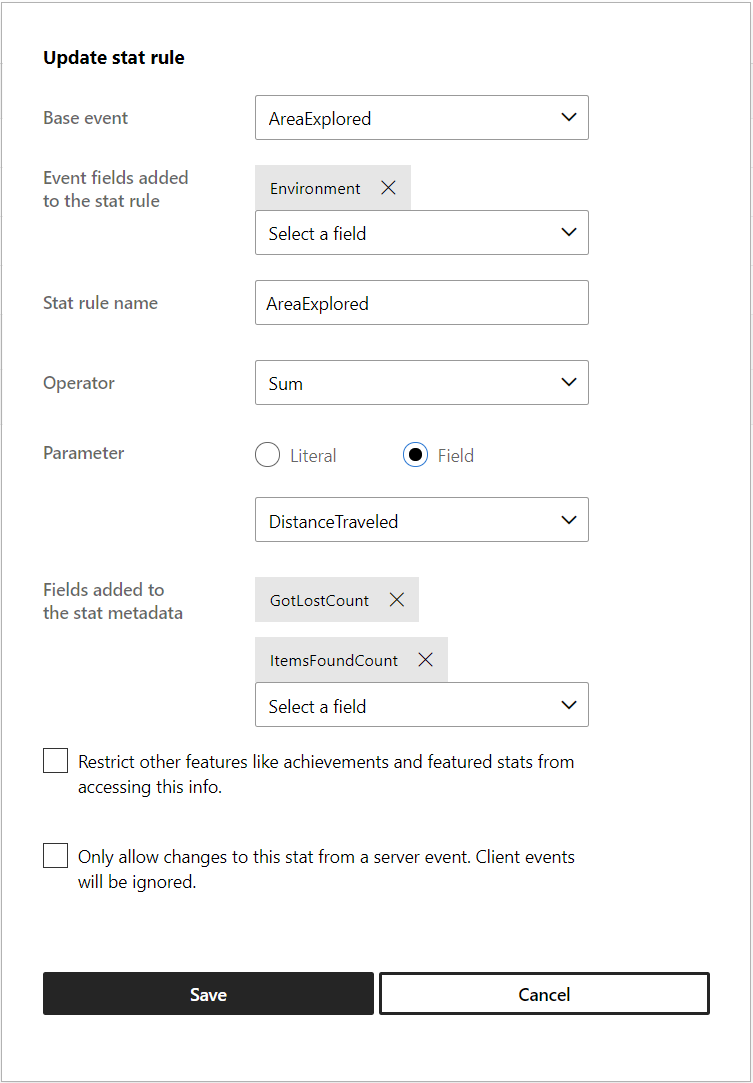 Update stat rule
Base event
AreaExplored
Event fields added
to the stat rule
Environment
Select a field
Stat rule name
AreaExplored
Operator
Sum
Parameter
Literal
Field
DistanceTraveled
Fields added to
the stat metadata
GotLostCount
ItemsFoundCount
Select a field
Restrict other features like achievements and featured stats from
accessing this info.
Only allow changes to this stat from a server event. Client events
will be ignored.
Save
Cancel